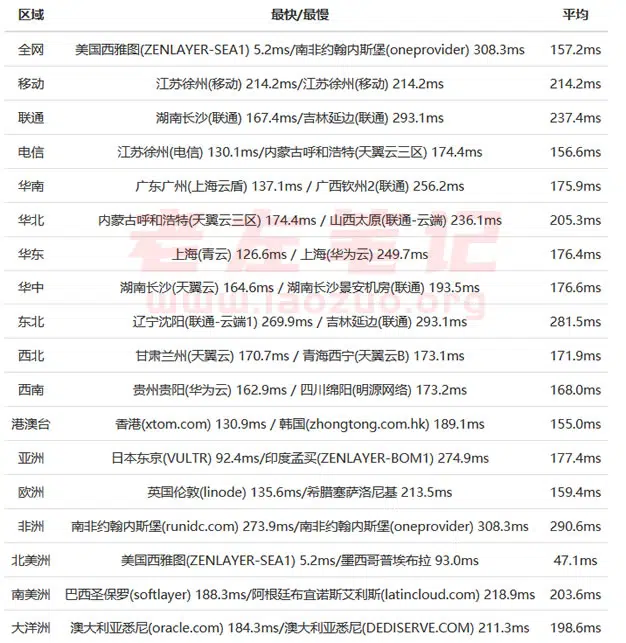 区域 最快/最慢 平均
全网 美国西雅图(ZENLAYER-SEA1) 5.2ms/南非约翰内斯堡(oneprovider) 308.3ms 157.2ms
移动 江苏徐州(移动) 214.2ms/江苏徐州(移动) 214.2ms 214.2ms
联通 湖南长沙(联通) 167.4ms/吉林延边(联通) 293.1ms 237.4ms
电信 江苏徐州(电信) 130.1ms/内蒙古呼和浩特(天翼云三区) 174.4ms 156.6ms
华南 广东广州(上海云盾) 137.1ms / 广西钦州2(联通) 256.2ms 175.9ms
华北 内蒙古呼和浩特(天翼云三区) 174.4ms / 山西太原(联通-云端) 236.1ms 205.3ms
老左笔记
华东 上海(青云) 126.6ms / 上海(华为云) 249.7ms 176.4ms
华中 湖南长沙(天翼云) 164.6ms / 湖南长沙景安机房(联通) 193.5ms 176.6ms
www.laozuo.org
东北 辽宁沈阳(联通-云端1) 269.9ms / 吉林延边(联通) 293.1ms 281.5ms
西北 甘肃兰州(天翼云) 170.7ms / 青海西宁(天翼云B) 173.1ms 171.9ms
西南 贵州贵阳(华为云) 162.9ms / 四川绵阳(明源网络) 173.2ms 168.0ms
港澳台 香港(xtom.com) 130.9ms / 韩国(zhongtong.com.hk) 189.1ms 155.0ms
亚洲 日本东京(VULTR) 92.4ms/印度孟买(ZENLAYER-BOM1) 274.9ms 177.4ms
欧洲 英国伦敦(linode) 135.6ms/希腊塞萨洛尼基 213.5ms 159.4ms
非洲 南非约翰内斯堡(runidc.com) 273.9ms/南非约翰内斯堡(oneprovider) 308.3ms 290.6ms
北美洲 美国西雅图(ZENLAYER-SEA1) 5.2ms/墨西哥普埃布拉 93.0ms 47.1ms
南美洲 巴西圣保罗(softlayer) 188.3ms/阿根廷布宜诺斯艾利斯(latincloud.com) 218.9ms 203.6ms
大洋洲 澳大利亚悉尼(oracle.com) 184.3ms/澳大利亚悉尼(DEDISERVE.COM) 211.3ms 198.6ms